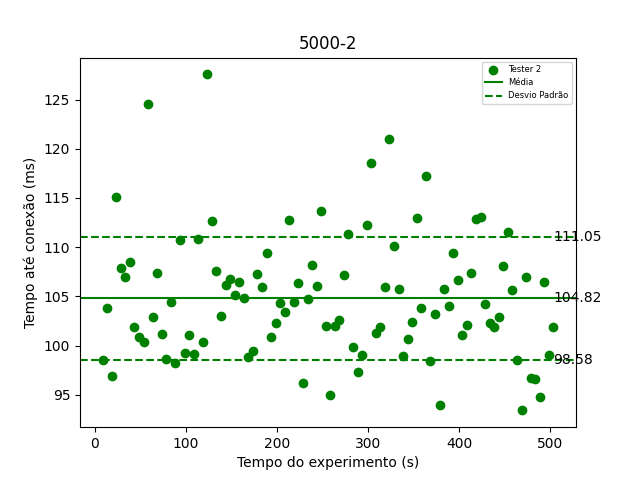 5000-2
Tester 2
Média
Desvio Padrão
125
120
115
110
105
100
95
111.05
104.82
98.58
Tempo até conexão (ms)
0 100 200 300 400 500
Tempo do experimento (s)